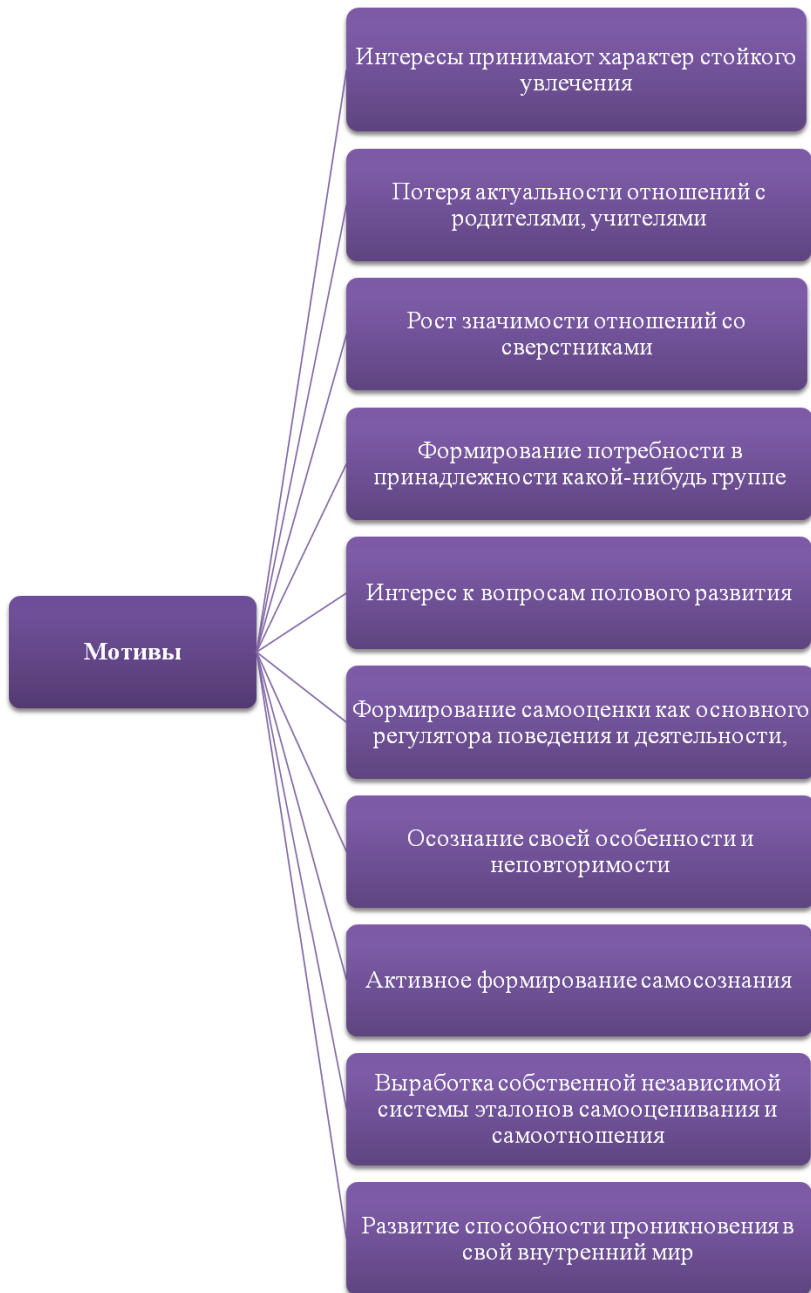 Интересы принимают характер стойкого
увлечения
Потеря актуальности отношений с
родителями, учителями
Рост значимости отношений со
сверстниками
Формирование потребности в
принадлежности какой-нибудь группе
Интерес к вопросам полового развития
Мотивы
Формирование самооценки как основного
регулятора поведения и деятельности,
Осознание своей особенности и
неповторимости
Активное формирование самосознания
Выработка собственной независимой
системы эталонов самооценивания и
самоотношения
Развитие способности проникновения в
свой внутренний мир